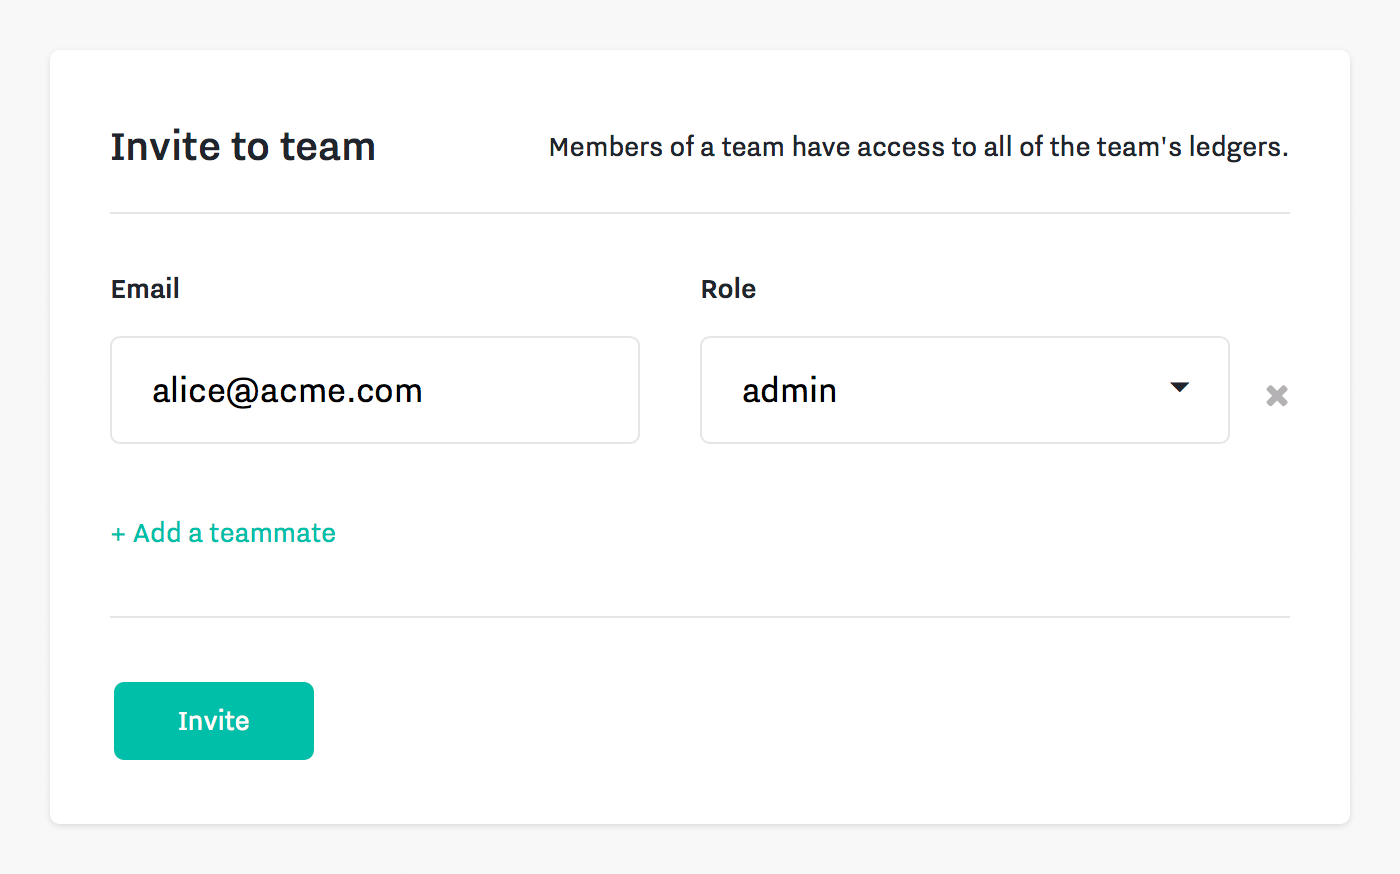 Invite to team
Members of a team have access to all of the team's ledgers.
Email
Role
alice@acme.com
admin
+ Add a teammate
Invite